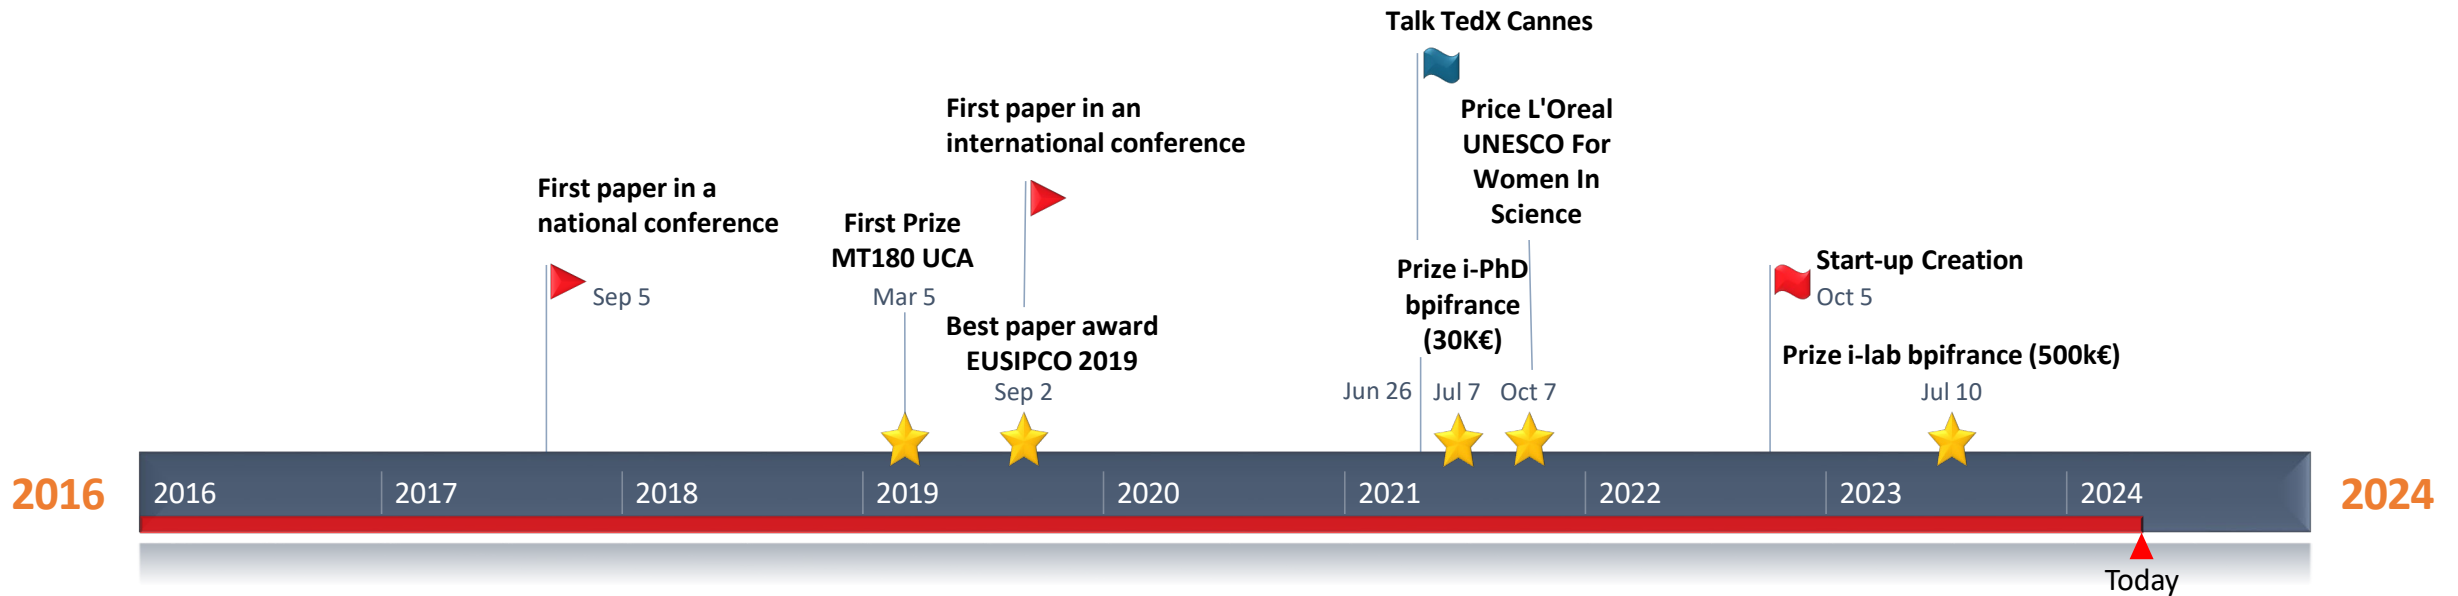 Talk TedX Cannes
First paper in an
international conference
Price L'Oreal
UNESCO For
Women In
Science
First paper in a
national conference
Sep 5
First Prize
MT180 UCA
Mar 5
Best paper award
EUSIPCO 2019
Sep 2
Prize i-PhD
bpifrance
(30K€)
Jun 26
Jul 7
Oct 7
Start-up Creation
Oct 5
Prize i-lab bpifrance (500k€)
Jul 10
2016
2016
2017
2018
2019
2020
2021
2022
2023
2024
2024
Today